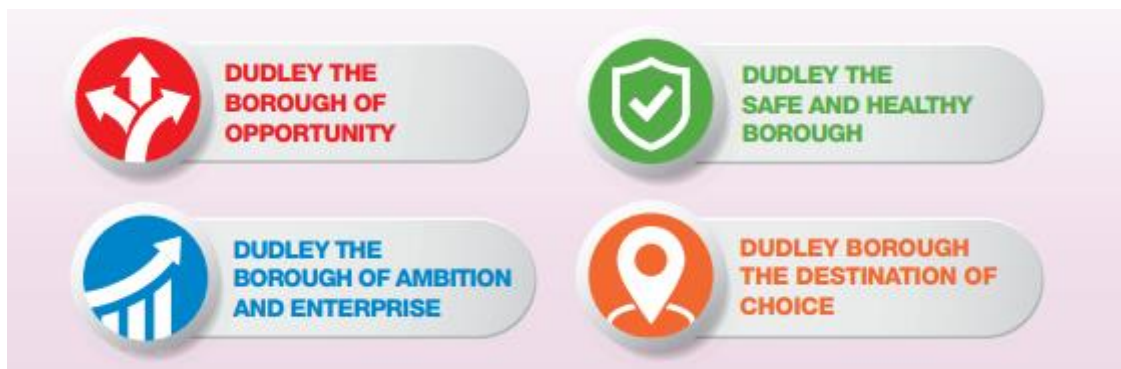 DUDLEY THE
BOROUGH OF
OPPORTUNITY
DUDLEY THE
SAFE AND HEALTHY
BOROUGH
DUDLEY THE
BOROUGH OF AMBITION
AND ENTERPRISE
DUDLEY BOROUGH
THE DESTINATION OF
CHOICE